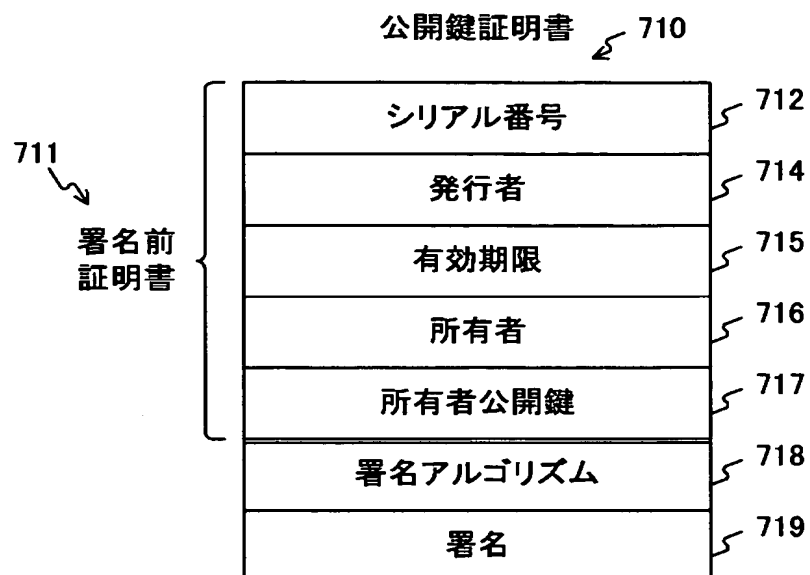 公開鍵証明書 710
シリアル番号 712
711
発行者 714
署名前
証明書
有効期限 715
所有者 716
所有者公開鍵 717
署名アルゴリズム 718
署名 719